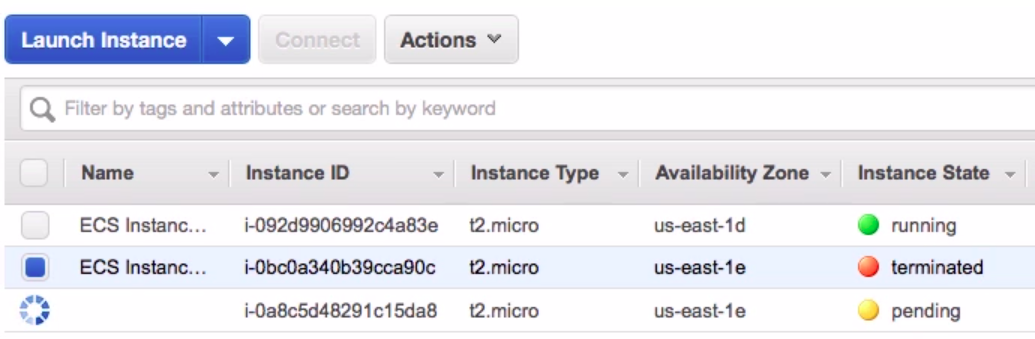 Launch Instance Connect Actions
Filter by tags and attributes or search by keyword
Name Instance ID Instance Type Availability Zone Instance State
ECS Instanc... i-092d9906992c4a83e t2.micro us-east-1d running
ECS Instanc... i-0bc0a340b39cca90c t2.micro us-east-1e terminated
i-0a8c5d48291c15da8 t2.micro us-east-1e pending